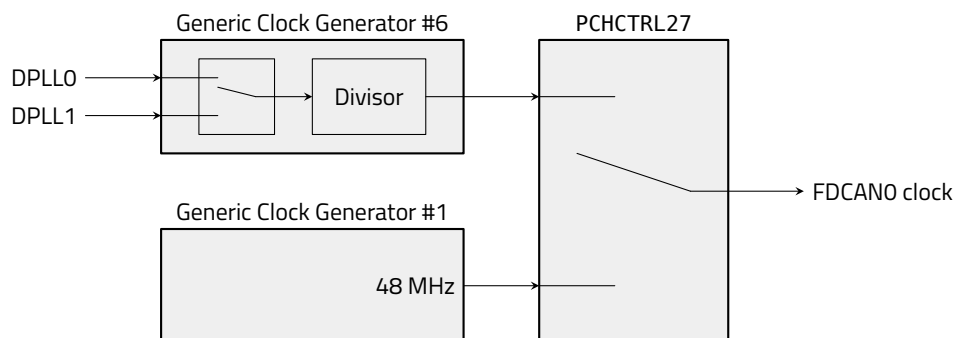 Generic Clock Generator #6
PCHCTRL27
DPLL0
DPLL1
Divisor
FDCAN0 clock
Generic Clock Generator #1
48 MHz